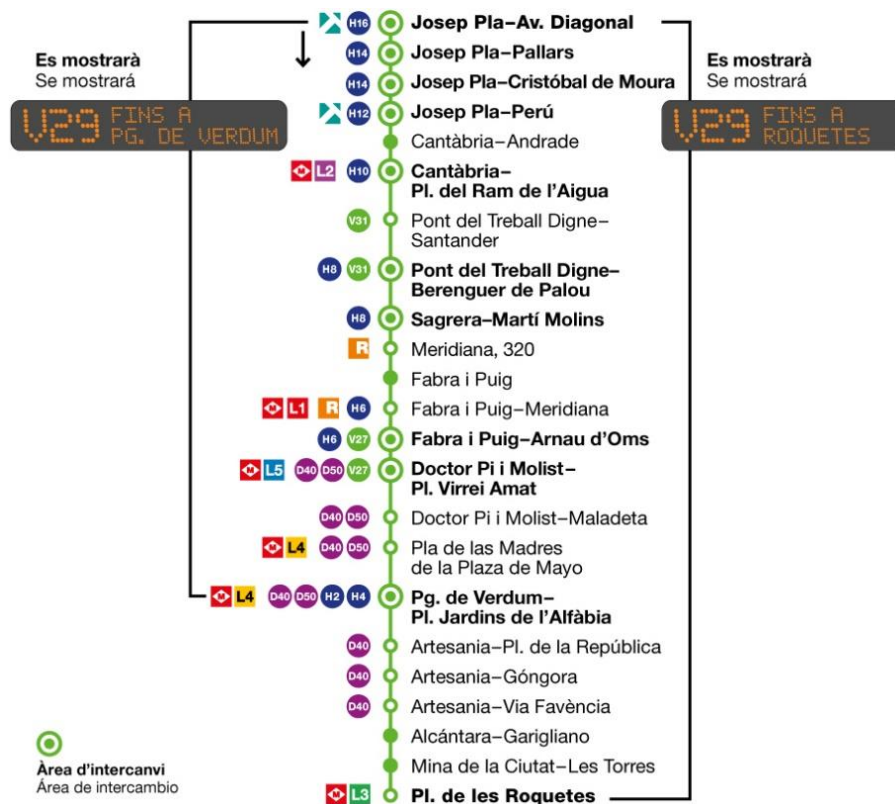 H16 Josep Pla–Av. Diagonal
Es mostrarà
Se mostrará
V29 FINS A
PG. DE VERDUM
H14 Josep Pla–Pallars
H14 Josep Pla–Cristóbal de Moura
H12 Josep Pla–Perú
Es mostrarà
Se mostrará
V29 FINS A
ROQUETES
Cantàbria–Andrade
M L2 H10 Cantàbria–
Pl. del Ram de l'Aigua
V31 Pont del Treball Digne–
Santander
H8 V31 Pont del Treball Digne–
Berenguer de Palou
H8 Sagrera–Martí Molins
R Meridiana, 320
Fabra i Puig
M L1 R H6 Fabra i Puig–Meridiana
H6 V27 Fabra i Puig–Arnau d'Oms
M L5 D40 D50 V27 Doctor Pi i Molist–
Pl. Virrei Amat
D40 D50 Doctor Pi i Molist–Maladeta
M L4 D40 D50 Pla de las Madres
de la Plaza de Mayo
M L4 D40 D50 H2 H4 Pg. de Verdum–
Pl. Jardins de l'Alfàbia
D40 Artesania–Pl. de la República
D40 Artesania–Góngora
D40 Artesania–Via Favència
Alcántara–Garigliano
Mina de la Ciutat–Les Torres
M L3 Pl. de les Roquetes
Àrea d'intercanvi
Área de intercambio